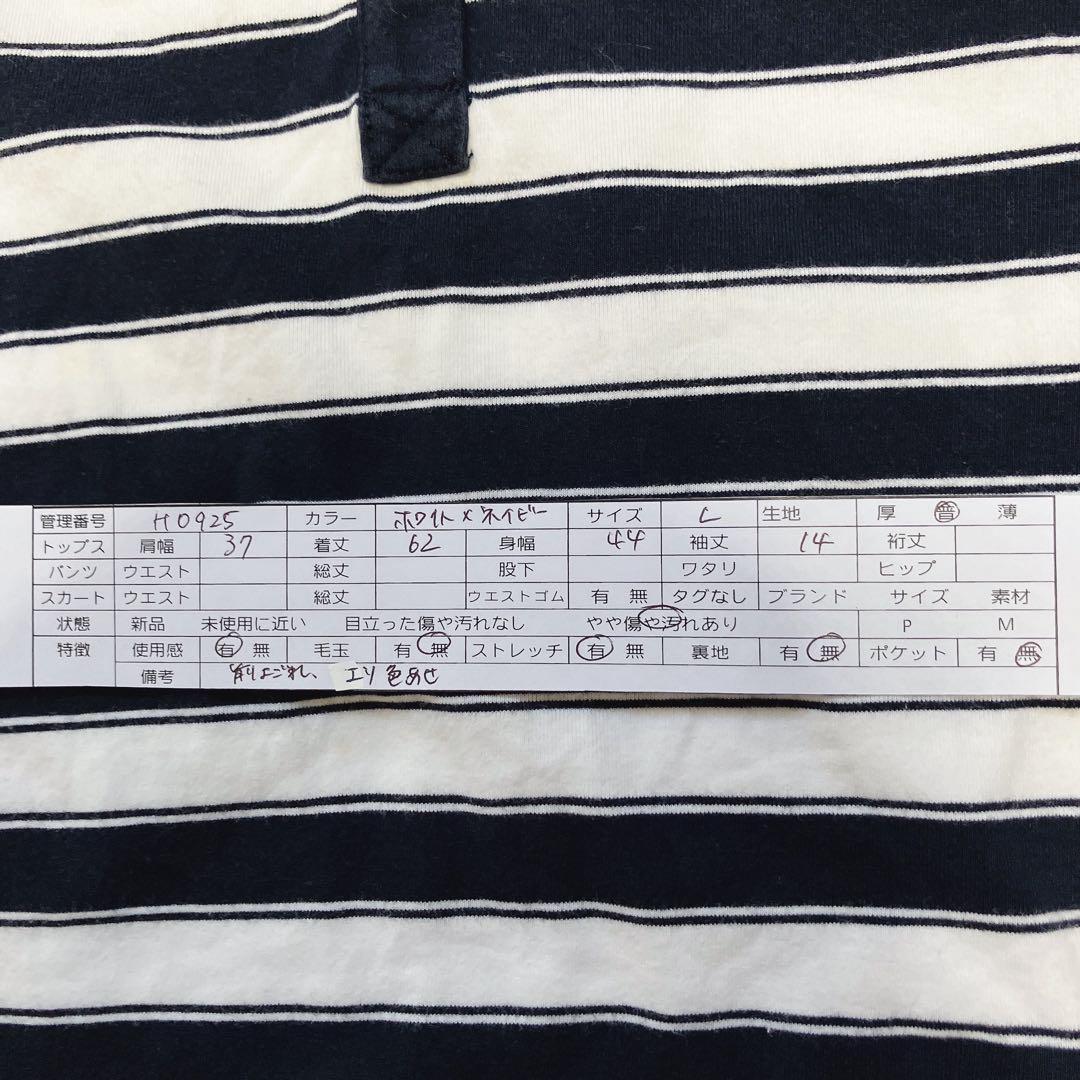 管理番号 H0925 カラー ホワイト×ネイビー サイズ L 生地 厚 普 薄
トップス 肩幅 37 着丈 62 身幅 44 袖丈 14 裄丈
パンツ ウエスト 総丈 股下 ワタリ ヒップ
スカート ウエスト 総丈 ウエストゴム 有 無 タグなし ブランド サイズ 素材
状態 新品 未使用に近い 目立った傷や汚れなし やや傷や汚れあり P M
特徴 使用感 有 無 毛玉 有 無 ストレッチ 有 無 裏地 有 無 ポケット 有 無
備考 よごれ、エリ色あせ